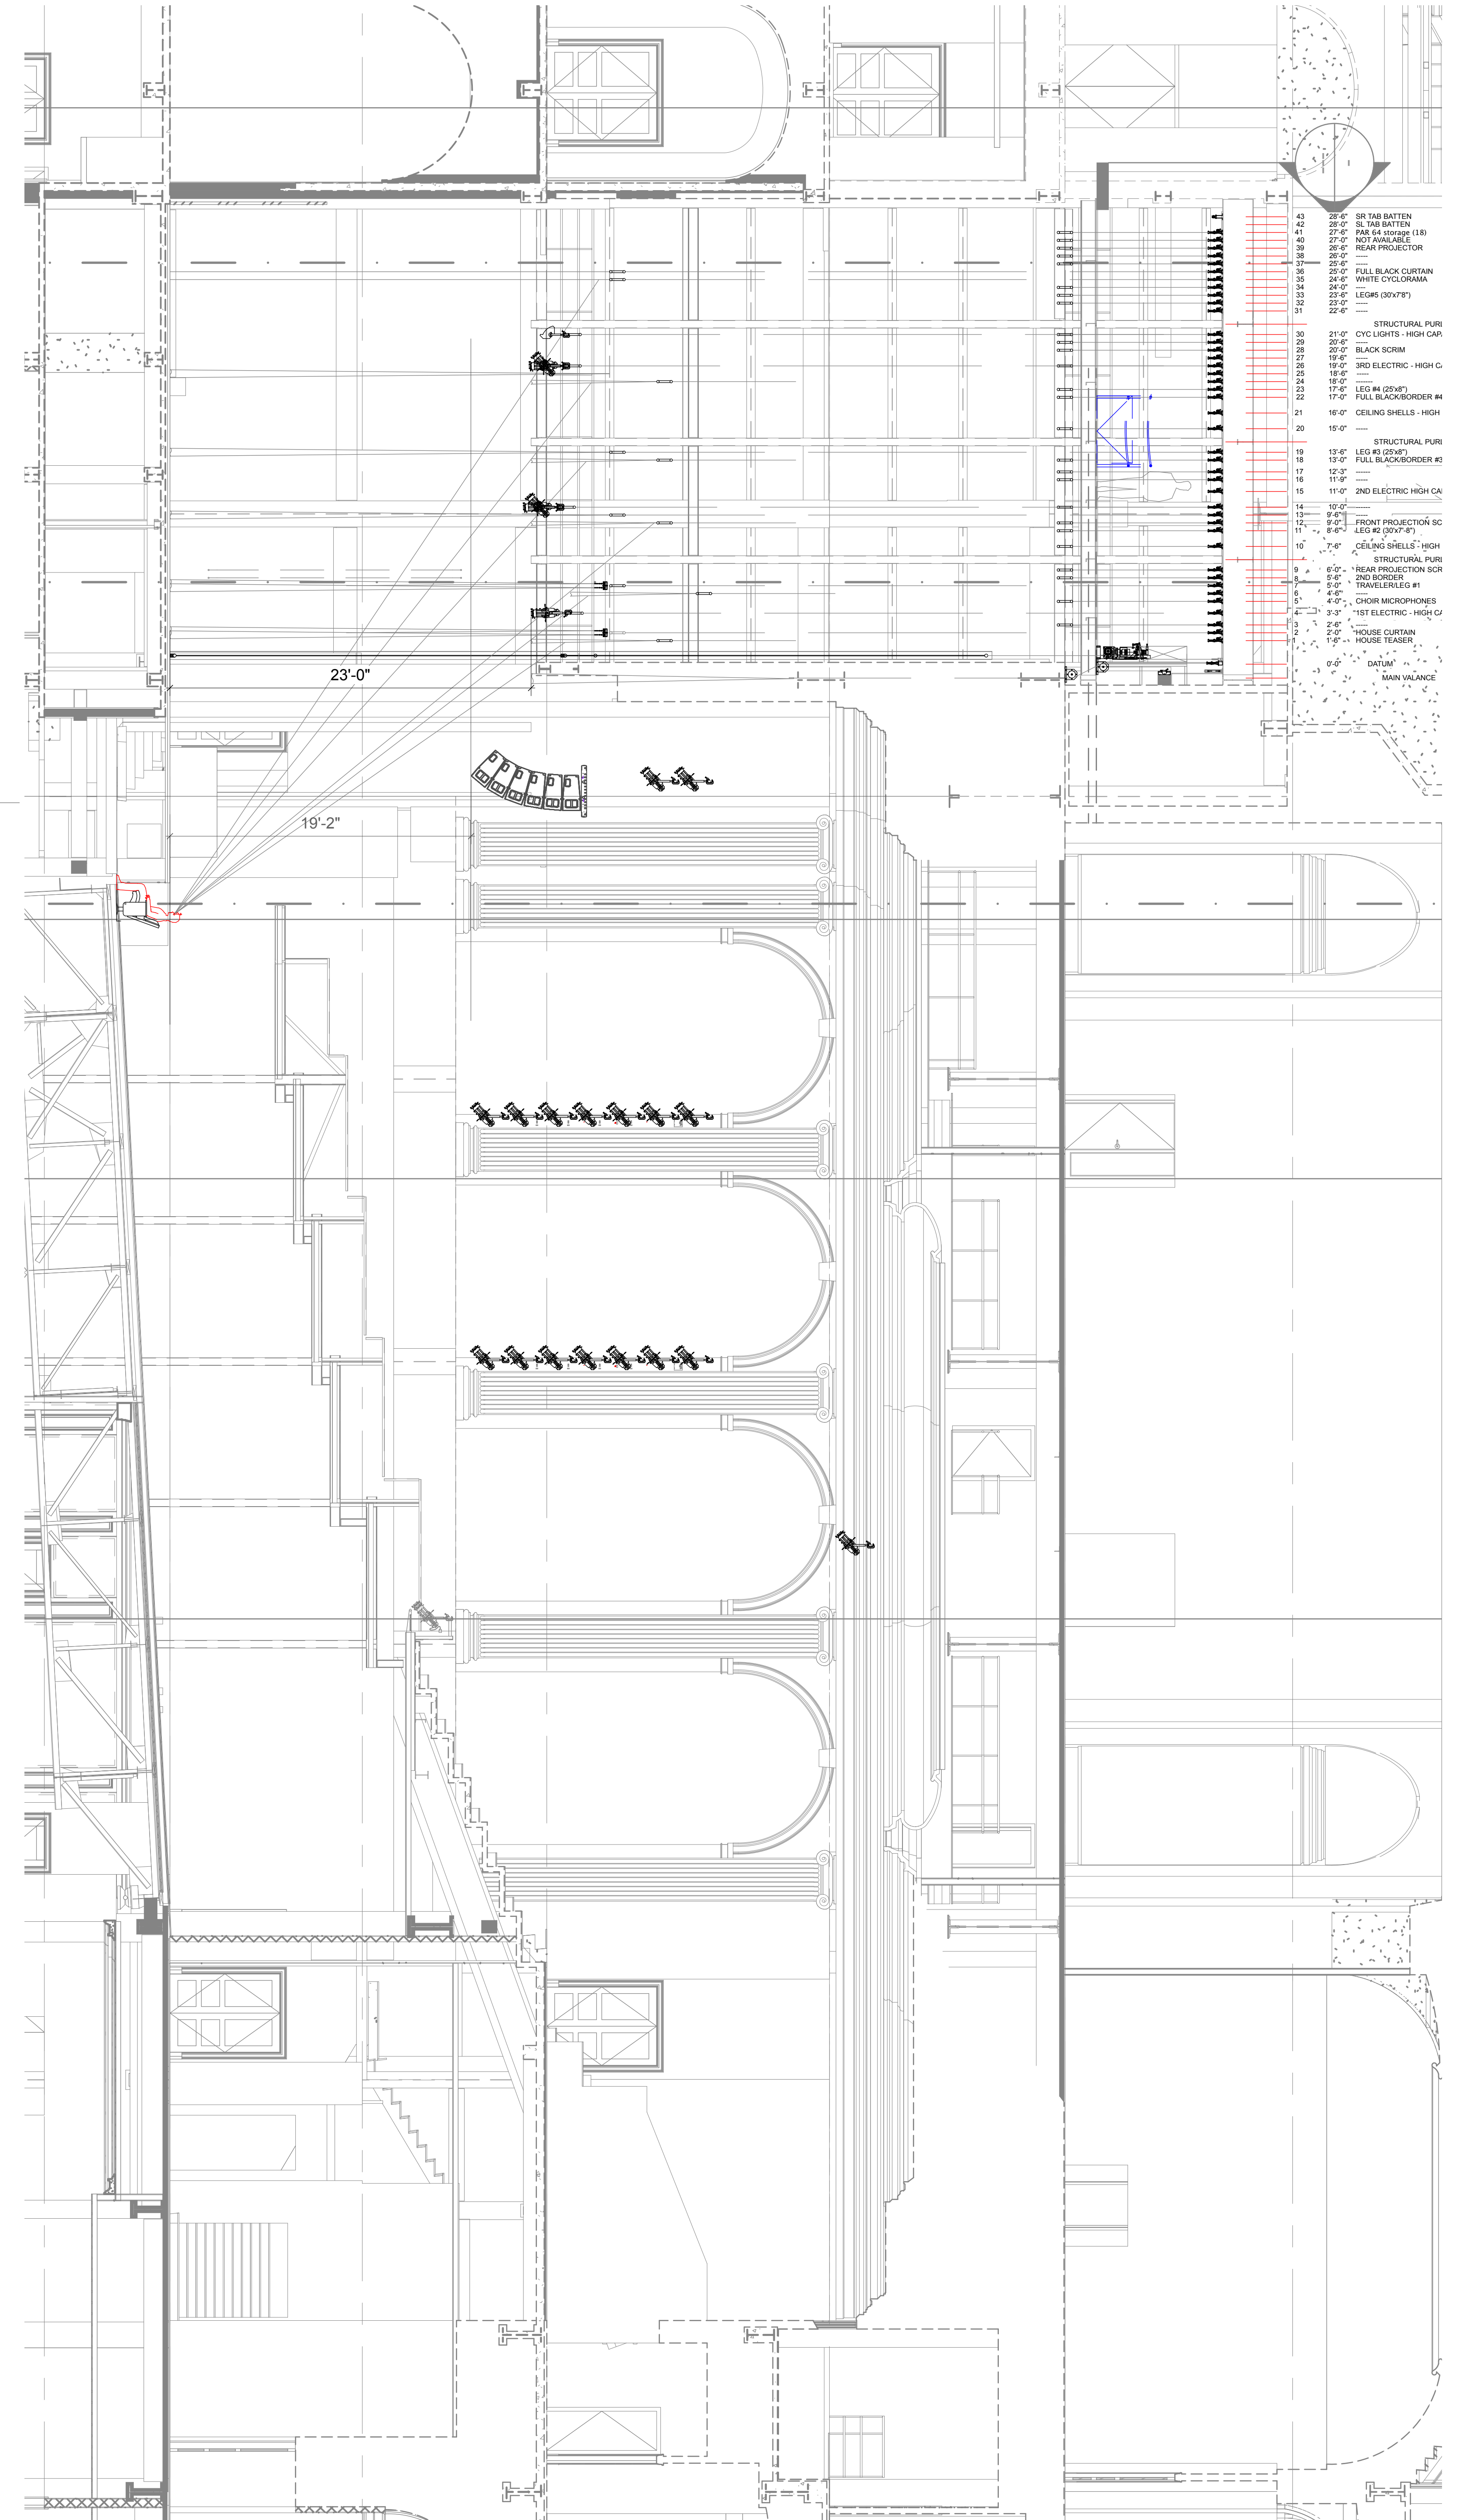 43 28'-6" SR TAB BATTEN
42 28'-0" SL TAB BATTEN
41 27'-6" PAR 64 storage (18)
40 27'-0" NOT AVAILABLE
39 26'-6" REAR PROJECTOR
38 26'-0" -----
37 25'-6" -----
36 25'-0" FULL BLACK CURTAIN
35 24'-6" WHITE CYCLORAMA
34 24'-0" ----
33 23'-6" LEG#5 (30'x7'8")
32 23'-0" -----
31 22'-6" -----
STRUCTURAL PURL
30 21'-0" CYC LIGHTS - HIGH CAP
29 20'-6" -----
28 20'-0" BLACK SCRIM
27 19'-6" -----
26 19'-0" 3RD ELECTRIC - HIGH CA
25 18'-6" -----
24 18'-0" -------
23 17'-6" LEG #4 (25'x8")
22 17'-0" FULL BLACK/BORDER #4
21 16'-0" CEILING SHELLS - HIGH
20 15'-0" -----
STRUCTURAL PURL
19 13'-6" LEG #3 (25'x8")
18 13'-0" FULL BLACK/BORDER #3
17 12'-3" ------
16 11'-9" -----
15 11'-0" 2ND ELECTRIC HIGH CA
14 10'-0" ------
13 9'-6" -----
12 9'-0" FRONT PROJECTION SC
11 8'-6" LEG #2 (30'x7'-8")
10 7'-6" CEILING SHELLS - HIGH
STRUCTURAL PURL
9 6'-0" REAR PROJECTION SCR
8 5'-6" 2ND BORDER
7 5'-0" TRAVELER/LEG #1
6 4'-6" -----
5 4'-0" CHOIR MICROPHONES
4 3'-3" 1ST ELECTRIC - HIGH CA
3 2'-6" -----
2 2'-0" HOUSE CURTAIN
1 1'-6" HOUSE TEASER
0'-0" DATUM
MAIN VALANCE
23'-0"
19'-2"